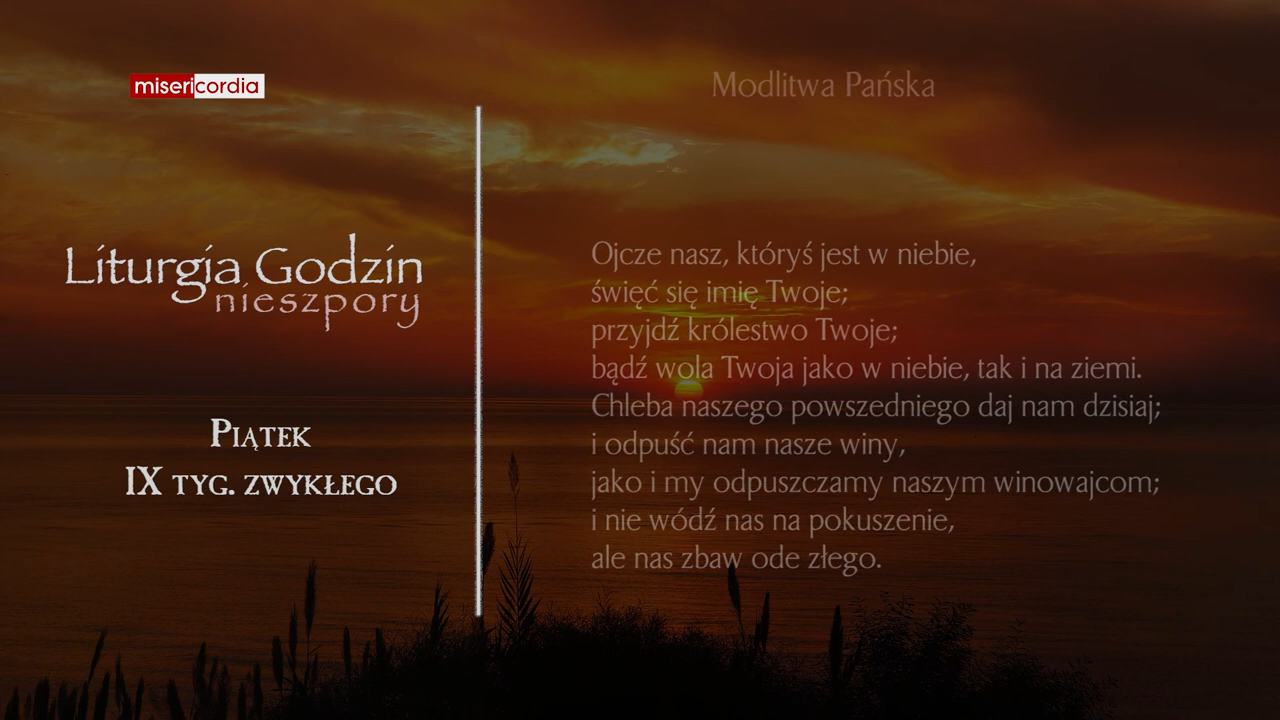 misericordia
Liturgia Godzin
nieszpory
Piątek
IX tyg. zwykłego
Modlitwa Pańska
Ojcze nasz, któryś jest w niebie,
święć się imię Twoje;
przyjdź królestwo Twoje;
bądź wola Twoja jako w niebie, tak i na ziemi.
Chleba naszego powszedniego daj nam dzisiaj;
i odpuść nam nasze winy,
jako i my odpuszczamy naszym winowajcom;
i nie wódź nas na pokuszenie,
ale nas zbaw ode złego.